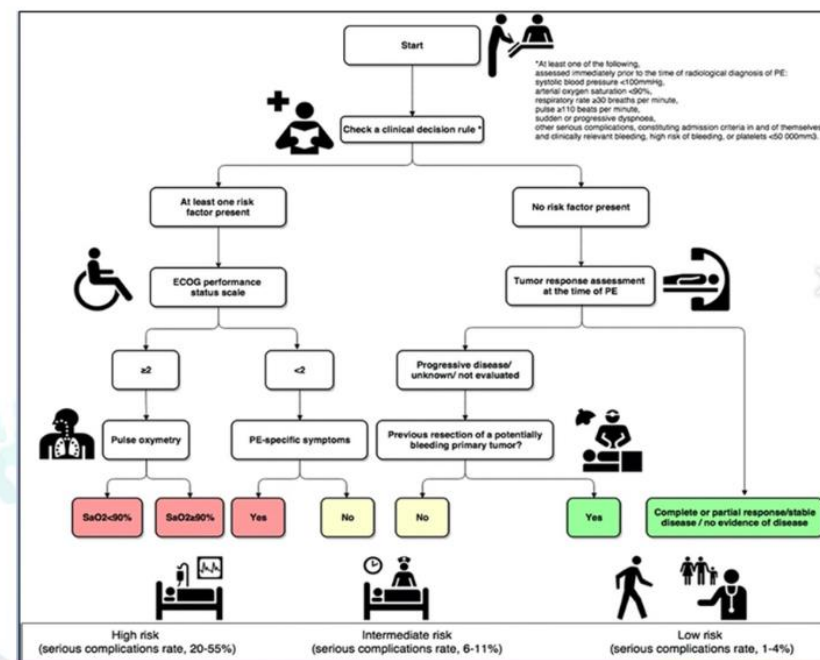 Start
*At least one of the following,
assessed immediately prior to the time of radiological diagnosis of PE:
systolic blood pressure <100mmHg,
arterial oxygen saturation <90%,
respiratory rate ≥30 breaths per minute,
pulse ≥110 beats per minute,
sudden or progressive dyspnoea,
other serious complications, constituting admission criteria in and of themselves
and clinically relevant bleeding, high risk of bleeding, or platelets <50 000mm3.
Check a clinical decision rule *
At least one risk
factor present
No risk factor present
ECOG performance
status scale
Tumor response assessment
at the time of PE
≥2
<2
Progressive disease/
unknown/ not evaluated
Pulse oxymetry
PE-specific symptoms
Previous resection of a potentially
bleeding primary tumor?
SaO2<90%
SaO2≥90%
Yes
No
No
Yes
Complete or partial response/stable
disease / no evidence of disease
High risk
(serious complications rate, 20-55%)
Intermediate risk
(serious complications rate, 6-11%)
Low risk
(serious complications rate, 1-4%)